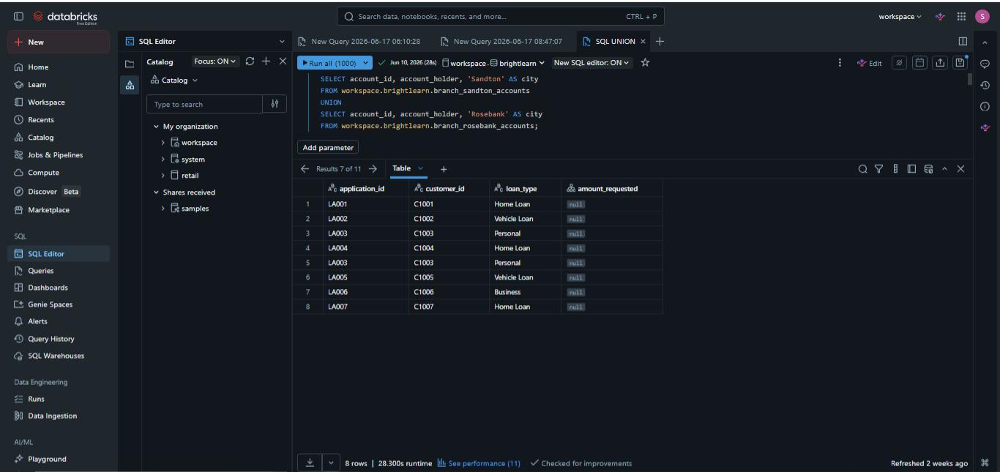 databricks
Free Edition
Search data, notebooks, recents, and more...
CTRL + P
workspace
S
New
Home
Learn
Workspace
Recents
Catalog
Jobs & Pipelines
Compute
Discover Beta
Marketplace
SQL
SQL Editor
Queries
Dashboards
Genie Spaces
Alerts
Query History
SQL Warehouses
Data Engineering
Runs
Data Ingestion
AI/ML
Playground
SQL Editor
Catalog
Focus: ON
Catalog
Type to search
My organization
workspace
system
retail
Shares received
samples
New Query 2026-06-17 06:10:28
New Query 2026-06-17 08:47:07
SQL UNION
Run all (1000)
Jun 10, 2026 (28s)
workspace.
brightlearn
New SQL editor: ON
Edit
SELECT account_id, account_holder, 'Sandton' AS city
FROM workspace.brightlearn.branch_sandton_accounts
UNION
SELECT account_id, account_holder, 'Rosebank' AS city
FROM workspace.brightlearn.branch_rosebank_accounts;
Add parameter
Results 7 of 11
Table
application_id customer_id loan_type amount_requested
1 LA001 C1001 Home Loan null
2 LA002 C1002 Vehicle Loan null
3 LA003 C1003 Personal null
4 LA004 C1004 Home Loan null
5 LA003 C1003 Personal null
6 LA005 C1005 Vehicle Loan null
7 LA006 C1006 Business null
8 LA007 C1007 Home Loan null
8 rows | 28.300s runtime
See performance (11)
Checked for improvements
Refreshed 2 weeks ago